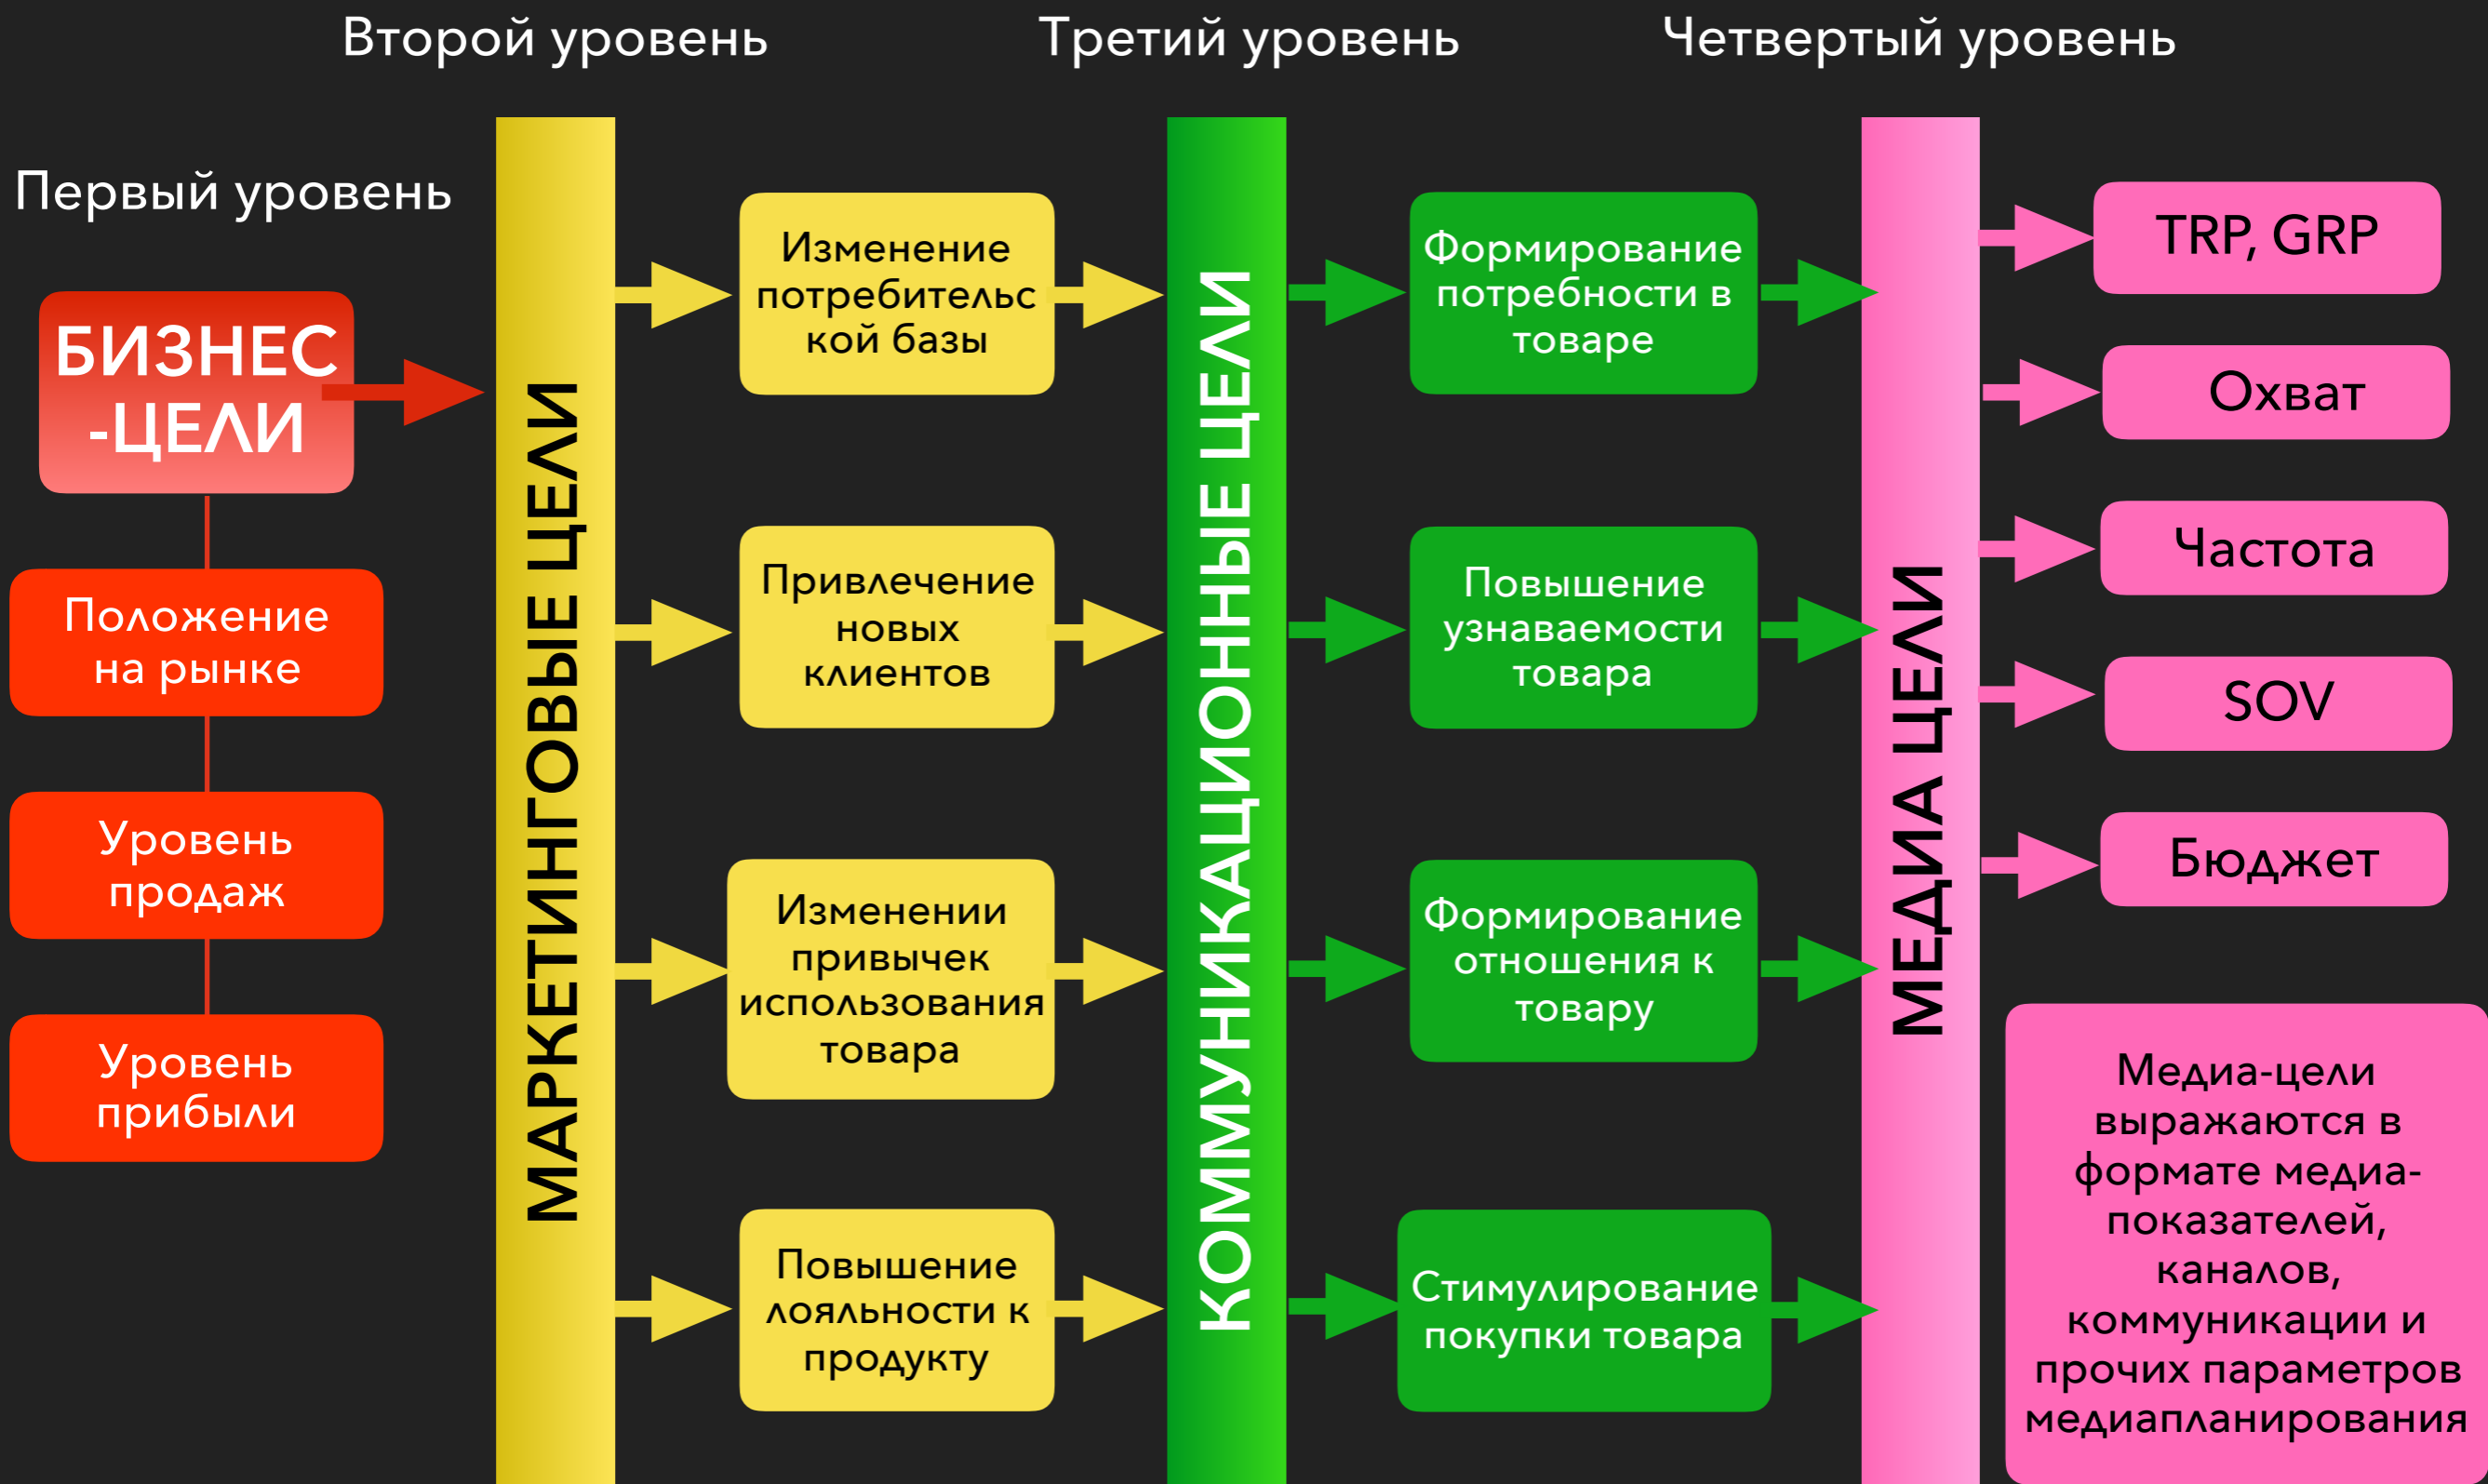 Второй уровень
Третий уровень
Четвертый уровень
Первый уровень
БИЗНЕС
-ЦЕЛИ
Положение
на рынке
Уровень
продаж
Уровень
прибыли
МАРКЕТИНГОВЫЕ ЦЕЛИ
Изменение
потребительс
кой базы
Привлечение
новых
клиентов
Изменении
привычек
использования
товара
Повышение
лояльности к
продукту
КОММУНИКАЦИОННЫЕ ЦЕЛИ
Формирование
потребности в
товаре
Повышение
узнаваемости
товара
Формирование
отношения к
товару
Стимулирование
покупки товара
МЕДИА ЦЕЛИ
TRP, GRP
Охват
Частота
SOV
Бюджет
Медиа-цели
выражаются в
формате медиа-
показателей,
каналов,
коммуникации и
прочих параметров
медиапланирования